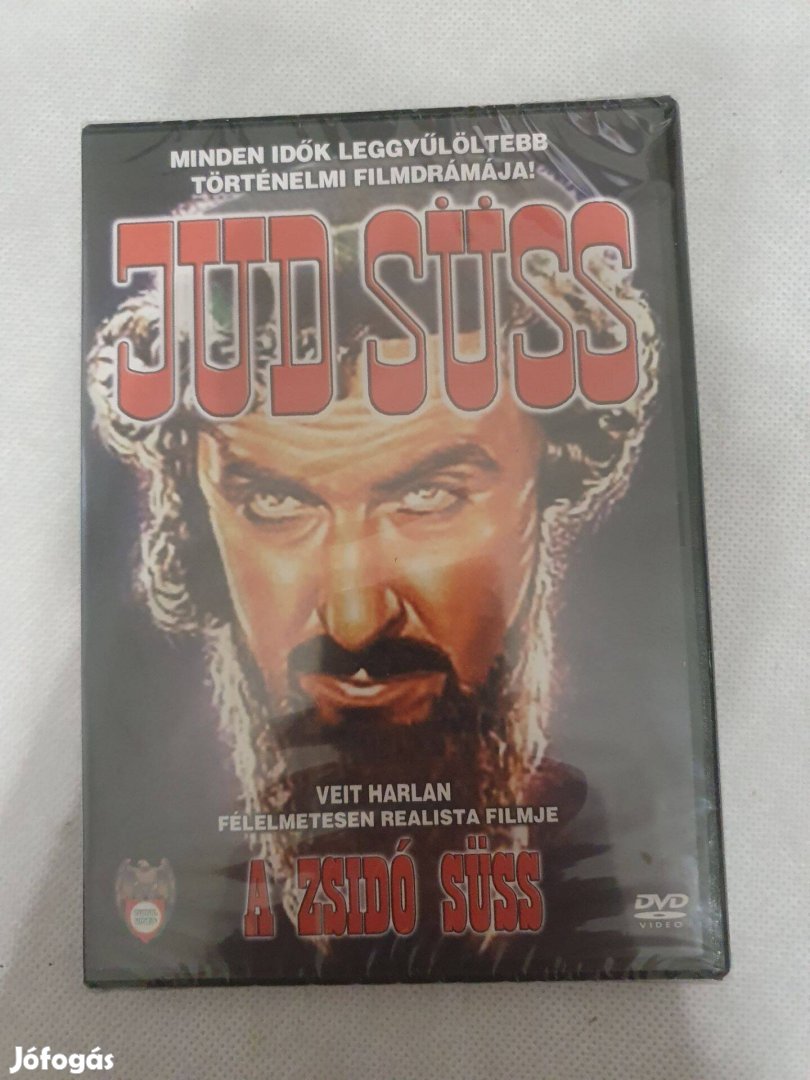 MINDEN IDŐK LEGGYŰLÖLTEBB
TÖRTÉNELMI FILMDRÁMÁJA!
JUD SÜSS
VEIT HARLAN
FÉLELMETESEN REALISTA FILMJE
A ZSIDÓ SÜSS
DVD
VIDEO
Jófogás